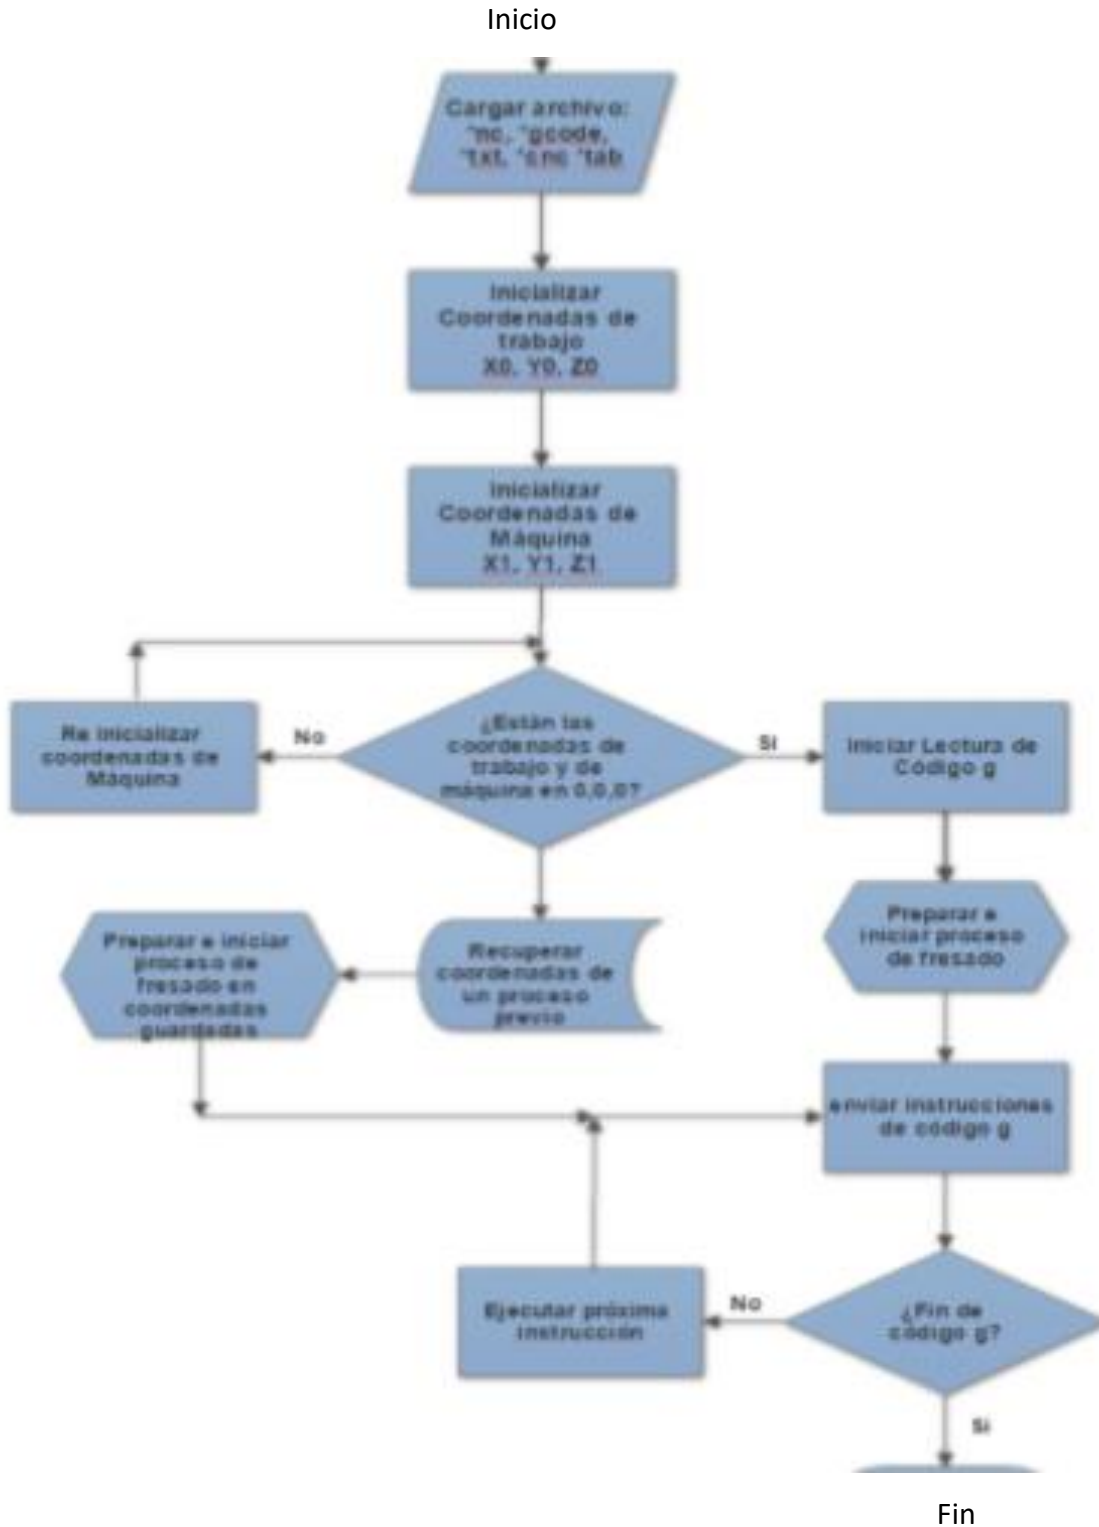 Inicio
Cargar archivo:
*nc, *gcode,
*txt, *cnc *tab
Inicializar
Coordenadas de
trabajo
X0, Y0, Z0
Inicializar
Coordenadas de
Máquina
X1, Y1, Z1
Re inicializar
coordenadas de
Máquina
No
¿Están las
coordenadas de
trabajo y de
máquina en 0,0,0?
Si
Iniciar Lectura de
Código g
Preparar e iniciar
proceso de
fresado en
coordenadas
guardadas
Recuperar
coordenadas de
un proceso
previo
Preparar e
iniciar proceso
de fresado
enviar instrucciones
de código g
Ejecutar próxima
instrucción
No
¿Fin de
código g?
Si
Fin